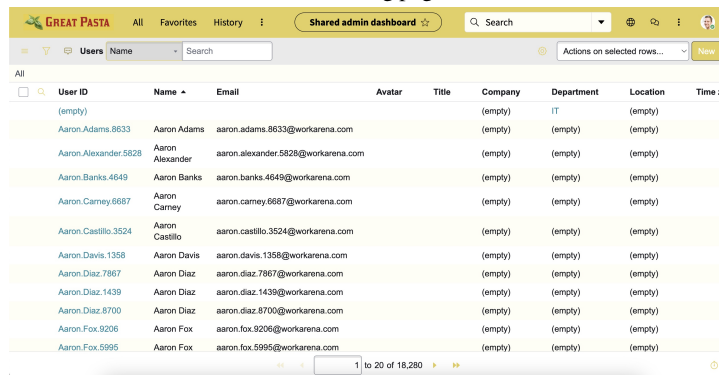 GREAT PASTA All Favorites History Shared admin dashboard Search
Users Name Search Actions on selected rows... New
All
User ID Name Email Avatar Title Company Department Location Time
(empty) (empty) IT (empty)
Aaron.Adams.8633 Aaron Adams aaron.adams.8633@workarena.com (empty) (empty) (empty)
Aaron.Alexander.5828 Aaron Alexander aaron.alexander.5828@workarena.com (empty) (empty) (empty)
Aaron.Banks.4649 Aaron Banks aaron.banks.4649@workarena.com (empty) (empty) (empty)
Aaron.Carney.6687 Aaron Carney aaron.carney.6687@workarena.com (empty) (empty) (empty)
Aaron.Castillo.3524 Aaron Castillo aaron.castillo.3524@workarena.com (empty) (empty) (empty)
Aaron.Davis.1358 Aaron Davis aaron.davis.1358@workarena.com (empty) (empty) (empty)
Aaron.Diaz.7867 Aaron Diaz aaron.diaz.7867@workarena.com (empty) (empty) (empty)
Aaron.Diaz.1439 Aaron Diaz aaron.diaz.1439@workarena.com (empty) (empty) (empty)
Aaron.Diaz.8700 Aaron Diaz aaron.diaz.8700@workarena.com (empty) (empty) (empty)
Aaron.Fox.9206 Aaron Fox aaron.fox.9206@workarena.com (empty) (empty) (empty)
Aaron.Fox.5995 Aaron Fox aaron.fox.5995@workarena.com (empty) (empty) (empty)
1 to 20 of 18,280